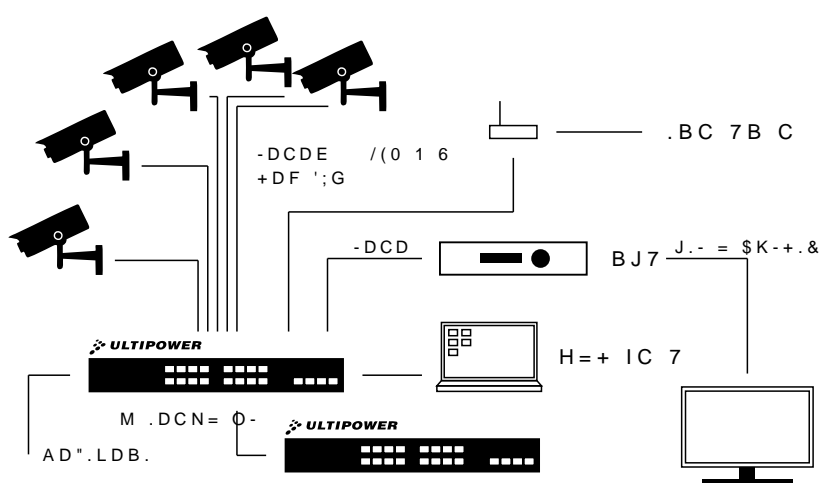 -DCDE /(0 1 6
+DF ';G
.BC 7B C
-DCD
BJ7
J.- = $K-+.&
ULTIPOWER
H=+ IC 7
M .DCN= O-
AD".LDB.
ULTIPOWER